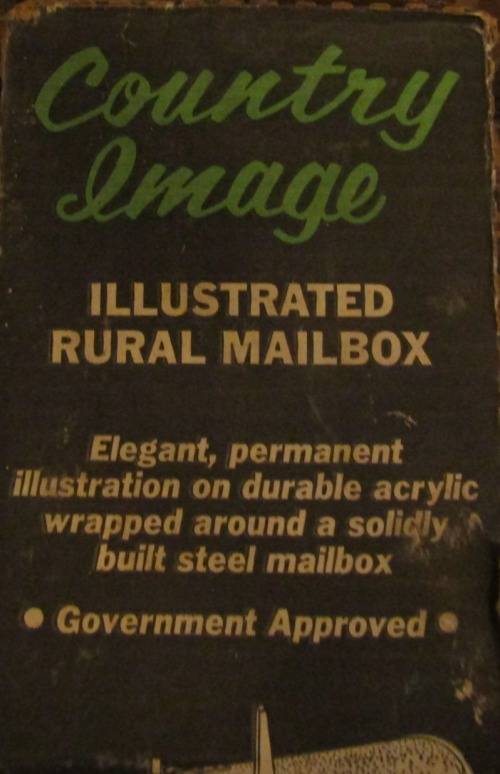 Country
Image
ILLUSTRATED
RURAL MAILBOX
Elegant, permanent
illustration on durable acrylic
wrapped around a solidly
built steel mailbox
• Government Approved •